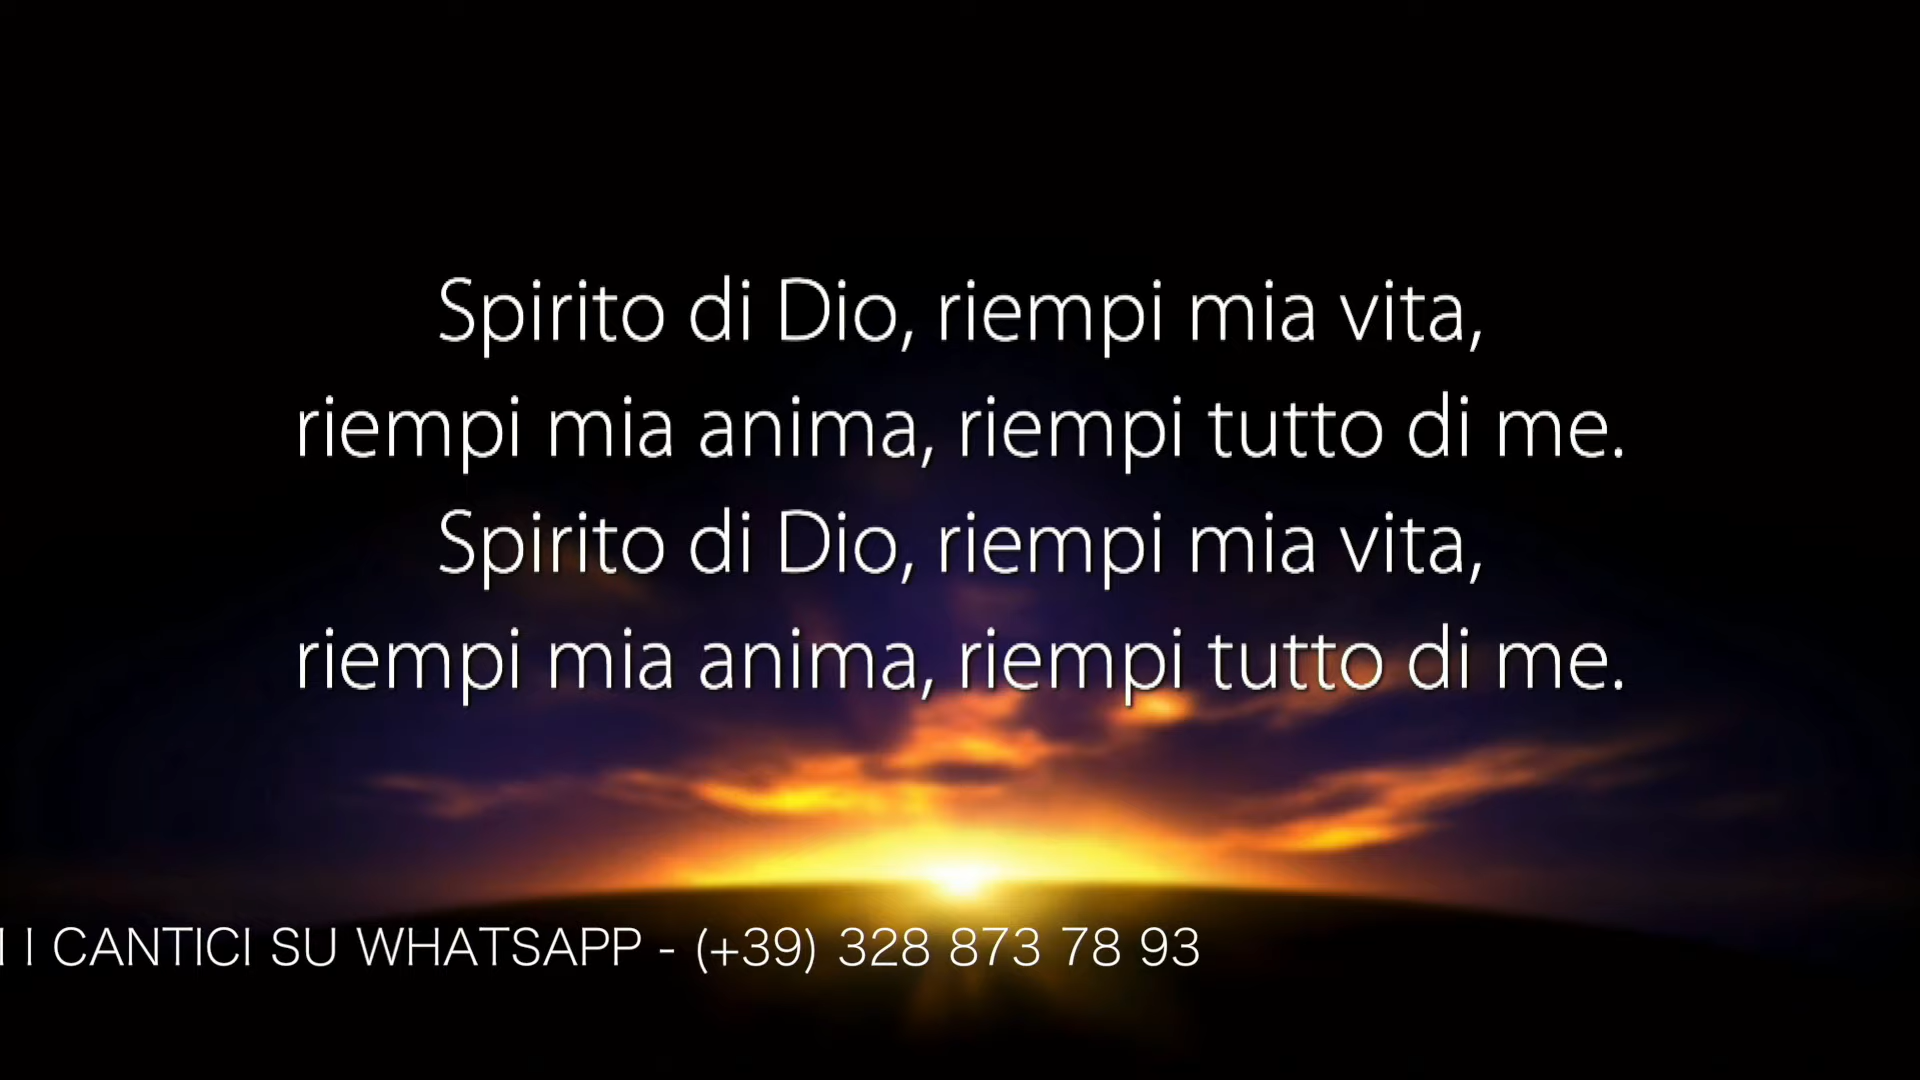 Spirito di Dio, riempi mia vita,
riempi mia anima, riempi tutto di me.
Spirito di Dio, riempi mia vita,
riempi mia anima, riempi tutto di me.
I CANTICI SU WHATSAPP - (+39) 328 873 78 93